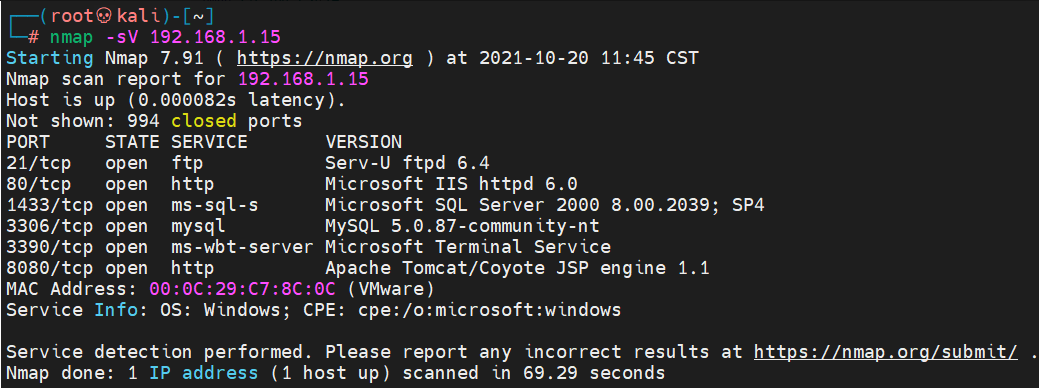 ┌──(root💀kali)-[~]
└─# nmap -sV 192.168.1.15
Starting Nmap 7.91 ( https://nmap.org ) at 2021-10-20 11:45 CST
Nmap scan report for 192.168.1.15
Host is up (0.000082s latency).
Not shown: 994 closed ports
PORT     STATE SERVICE       VERSION
21/tcp   open  ftp           Serv-U ftpd 6.4
80/tcp   open  http          Microsoft IIS httpd 6.0
1433/tcp open  ms-sql-s      Microsoft SQL Server 2000 8.00.2039; SP4
3306/tcp open  mysql         MySQL 5.0.87-community-nt
3390/tcp open  ms-wbt-server Microsoft Terminal Service
8080/tcp open  http          Apache Tomcat/Coyote JSP engine 1.1
MAC Address: 00:0C:29:C7:8C:0C (VMware)
Service Info: OS: Windows; CPE: cpe:/o:microsoft:windows

Service detection performed. Please report any incorrect results at https://nmap.org/submit/ .
Nmap done: 1 IP address (1 host up) scanned in 69.29 seconds